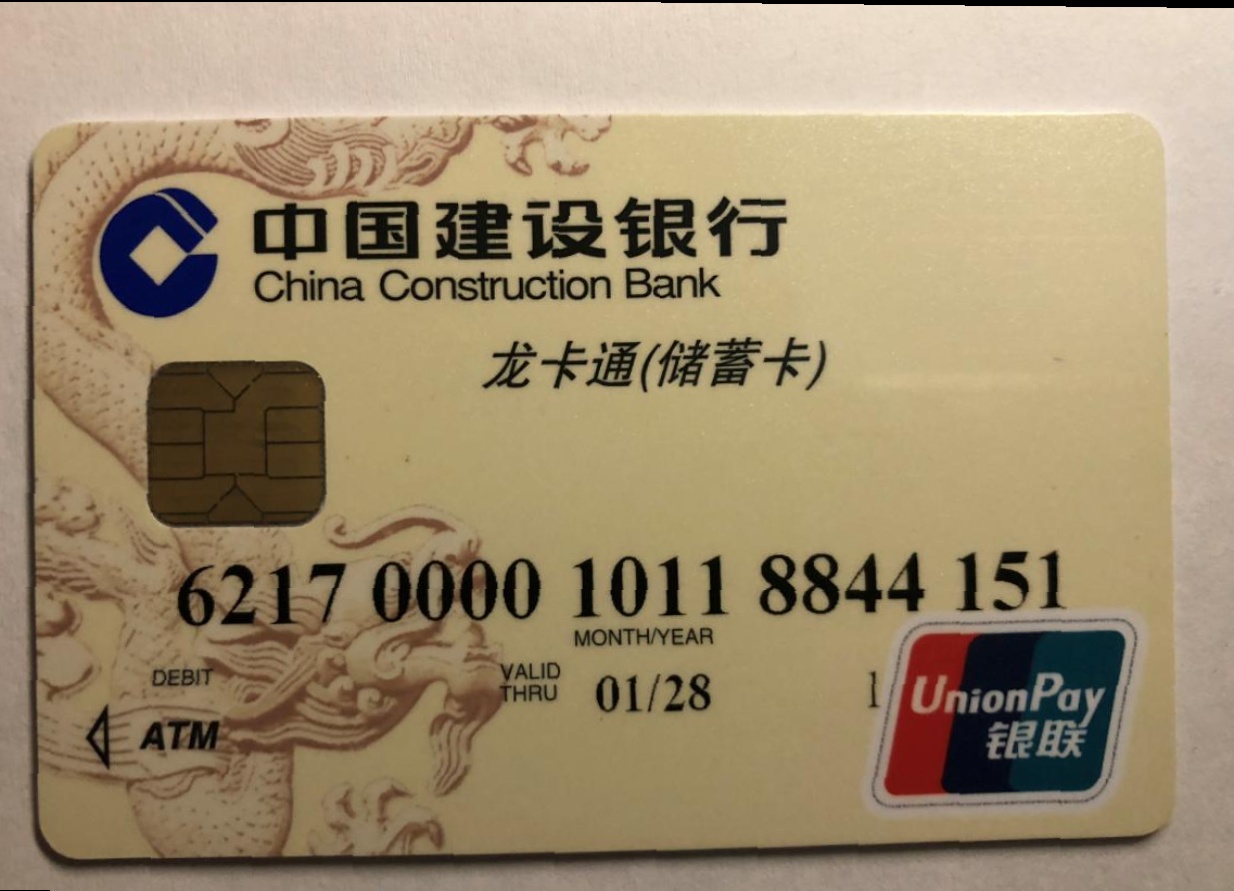 中国建设银行
China Construction Bank
龙卡通(储蓄卡)
6217 0000 1011 8844 151
MONTH/YEAR
DEBIT
VALID
THRU
01/28
1
UnionPay
银联
ATM